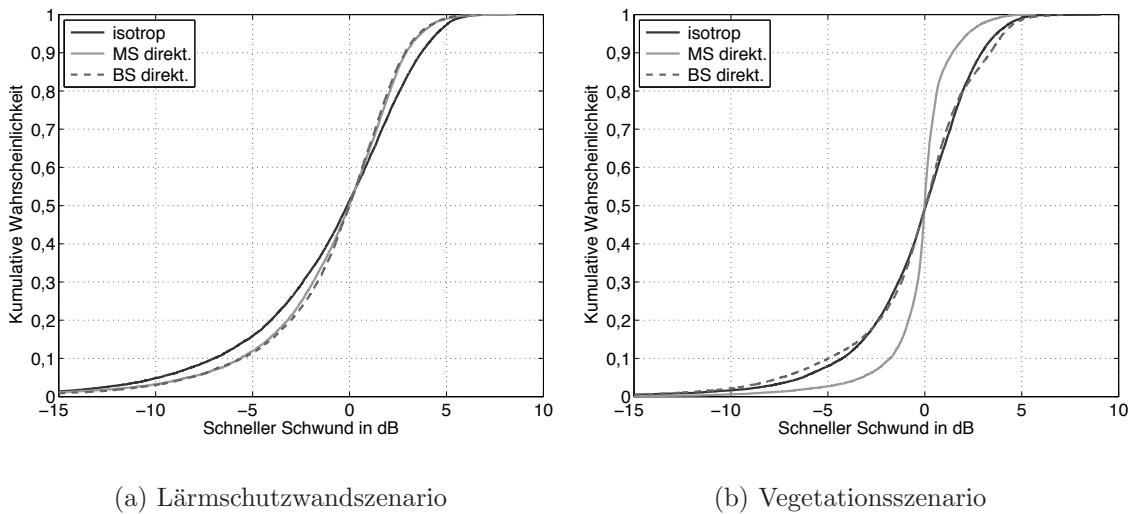 1
0,9
0,8
0,7
0,6
0,5
0,4
0,3
0,2
0,1
0
Kumulative Wahrscheinlichkeit
isotrop
MS direkt.
BS direkt.
−15
−10
−5
0
5
10
Schneller Schwund in dB
(a) Lärmschutzwandszenario
1
0,9
0,8
0,7
0,6
0,5
0,4
0,3
0,2
0,1
0
Kumulative Wahrscheinlichkeit
isotrop
MS direkt.
BS direkt.
−15
−10
−5
0
5
10
Schneller Schwund in dB
(b) Vegetationsszenario